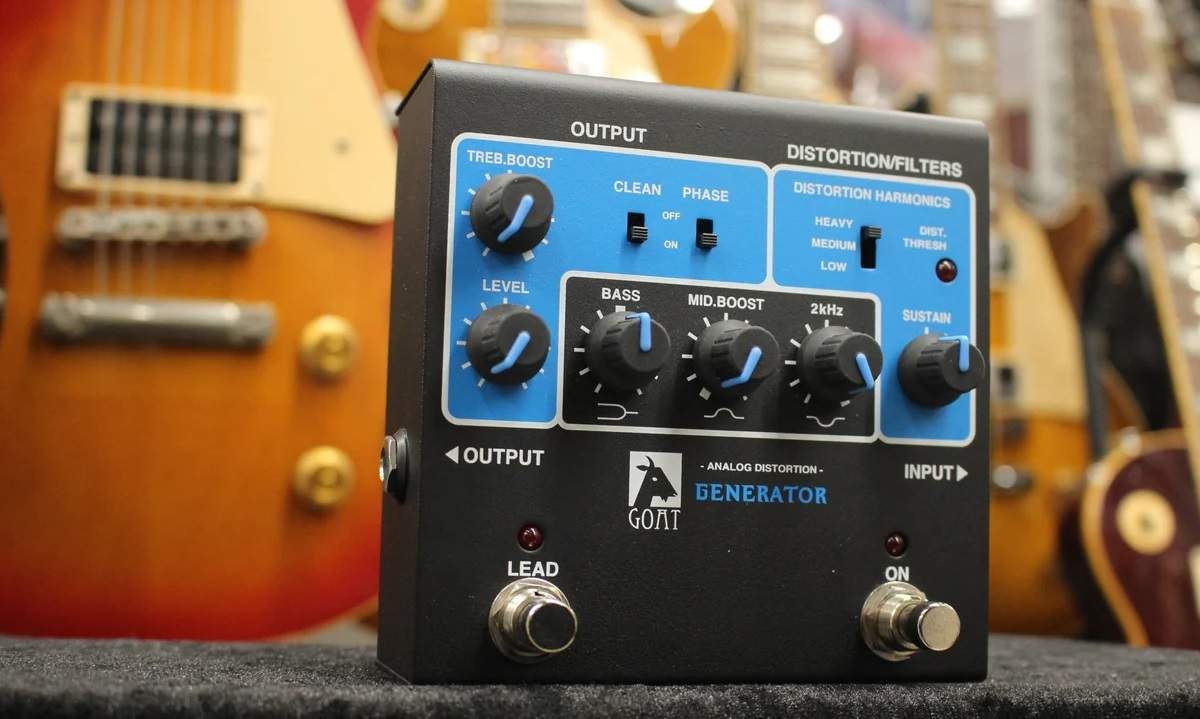 OUTPUT
DISTORTION/FILTERS
TREB.BOOST
CLEAN
PHASE
OFF
ON
DISTORTION HARMONICS
HEAVY
MEDIUM
LOW
DIST.
THRESH
LEVEL
BASS
MID.BOOST
2kHz
SUSTAIN
◀OUTPUT
INPUT▶
GOAT
- ANALOG DISTORTION -
GENERATOR
LEAD
ON